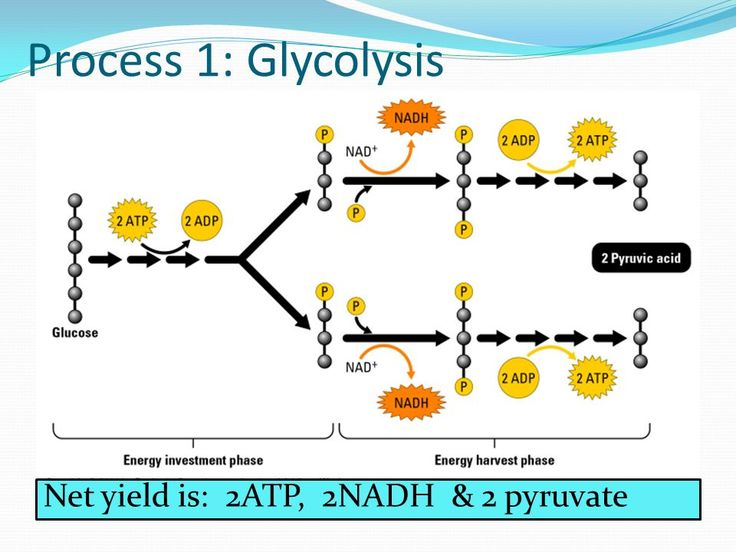 Process 1: Glycolysis
P
NADH
P
2 ADP
2 ATP
NAD+
2 ATP
2 ADP
P
P
2 Pyruvic acid
Glucose
P
P
P
NAD+
2 ADP
2 ATP
P
NADH
Energy investment phase
Energy harvest phase
Net yield is: 2ATP, 2NADH & 2 pyruvate